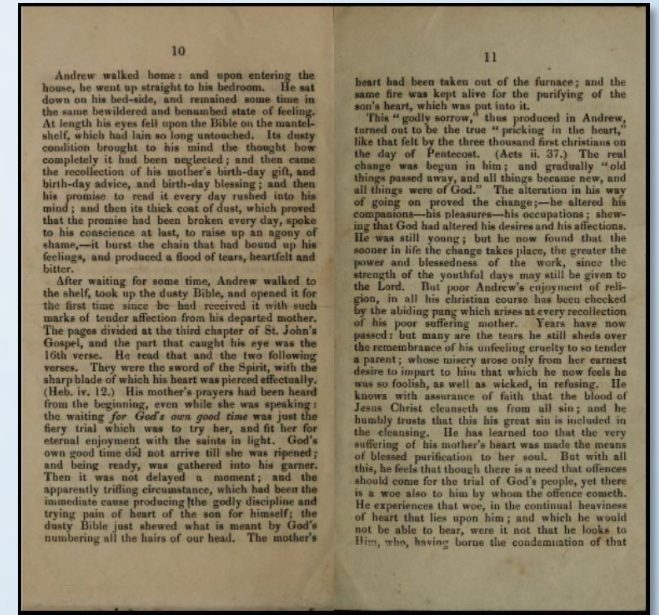 10
Andrew walked home: and upon entering the
house, he went up straight to his bedroom. He sat
down on his bed-side, and remained some time in
the same bewildered and benumbed state of feeling.
At length his eyes fell upon the Bible on the mantel-
shelf, which had lain so long untouched. Its dusty
condition brought to his mind the thought how
completely it had been neglected; and then came
the recollection of his mother's birth-day gift, and
birth-day advice, and birth-day blessing; and then
his promise to read it every day rushed into his
mind; and then its thick coat of dust, which proved
that the promise had been broken every day, spoke
to his conscience at last, to raise up an agony of
shame,—it burst the chain that had bound up his
feelings, and produced a flood of tears, heartfelt and
bitter.
After waiting for some time, Andrew walked to
the shelf, took up the dusty Bible, and opened it for
the first time since he had received it with such
marks of tender affection from his departed mother.
The pages divided at the third chapter of St. John's
Gospel, and the part that caught his eye was the
16th verse. He read that and the two following
verses. They were the sword of the Spirit, with the
sharp blade of which his heart was pierced effectually.
(Heb. iv. 12.) His mother's prayers had been heard
from the beginning, even while she was speaking:
the waiting for God's own good time was just the
fiery trial which was to try her, and fit her for
eternal enjoyment with the saints in light. God's
own good time did not arrive till she was ripened;
and being ready, was gathered into his garner.
Then it was not delayed a moment; and the
apparently trifling circumstance, which had been the
immediate cause producing the godly discipline and
trying pain of heart of the son for himself; the
dusty Bible just shewed what is meant by God's
numbering all the hairs of our head. The mother's
11
heart had been taken out of the furnace; and the
same fire was kept alive for the purifying of the
son's heart, which was put into it.
This "godly sorrow," thus produced in Andrew,
turned out to be the true "pricking in the heart,"
like that felt by the three thousand first christians on
the day of Pentecost. (Acts ii. 37.) The real
change was begun in him; and gradually "old
things passed away, and all things became new, and
all things were of God." The alteration in his way
of going on proved the change;—he altered his
companions—his pleasures—his occupations; shew-
ing that God had altered his desires and his affections.
He was still young; but he now found that the
sooner in life the change takes place, the greater the
power and blessedness of the work, since the
strength of the youthful days may still be given to
the Lord. But poor Andrew's enjoyment of reli-
gion, in all his christian course has been checked
by the abiding pang which arises at every recollection
of his poor suffering mother. Years have now
passed: but many are the tears he still sheds over
the remembrance of his unfeeling cruelty to so tender
a parent; whose misery arose only from her earnest
desire to impart to him that which he now feels he
was so foolish, as well as wicked, in refusing. He
knows with assurance of faith that the blood of
Jesus Christ cleanseth us from all sin; and he
humbly trusts that this his great sin is included in
the cleansing. He has learned too that the very
suffering of his mother's heart was made the means
of blessed purification to her soul. But with all
this, he feels that though there is a need that offences
should come for the trial of God's people, yet there
is a woe also to him by whom the offence cometh.
He experiences that woe, in the continual heaviness
of heart that lies upon him; and which he would
not be able to bear, were it not that he looks to
Him, who, having borne the condemnation of that